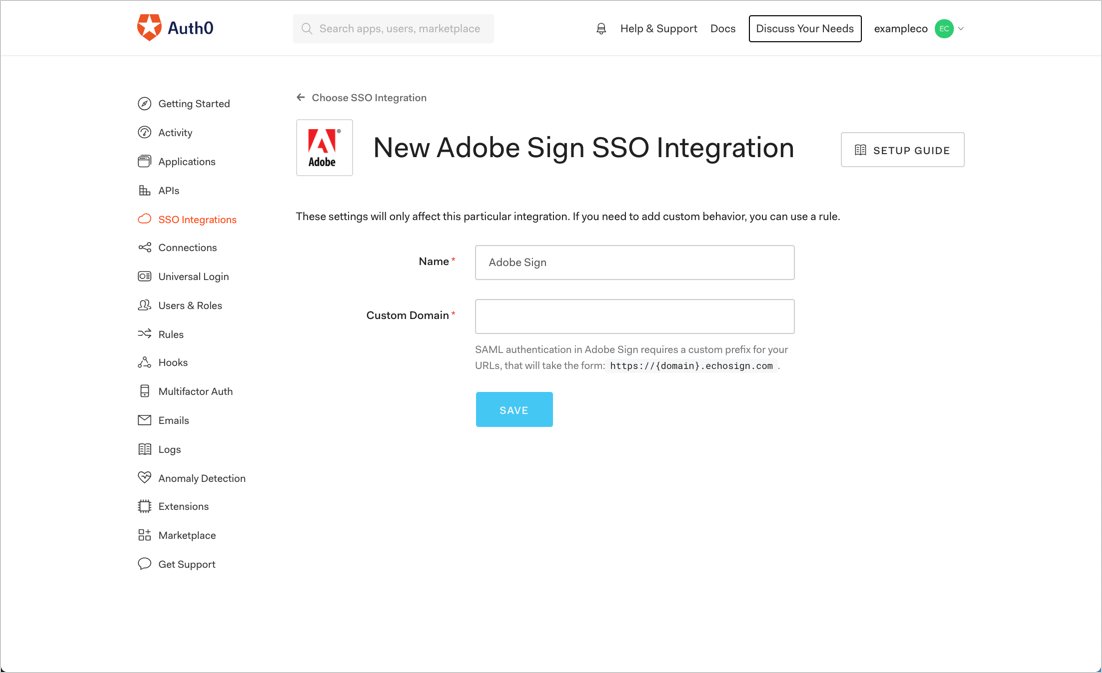 Auth0
Search apps, users, marketplace
Help & Support
Docs
Discuss Your Needs
exampleco
EC
Getting Started
Activity
Applications
APIs
SSO Integrations
Connections
Universal Login
Users & Roles
Rules
Hooks
Multifactor Auth
Emails
Logs
Anomaly Detection
Extensions
Marketplace
Get Support
Choose SSO Integration
Adobe
New Adobe Sign SSO Integration
SETUP GUIDE
These settings will only affect this particular integration. If you need to add custom behavior, you can use a rule.
Name *
Adobe Sign
Custom Domain *
SAML authentication in Adobe Sign requires a custom prefix for your
URLs, that will take the form: https://{domain}.echosign.com .
SAVE